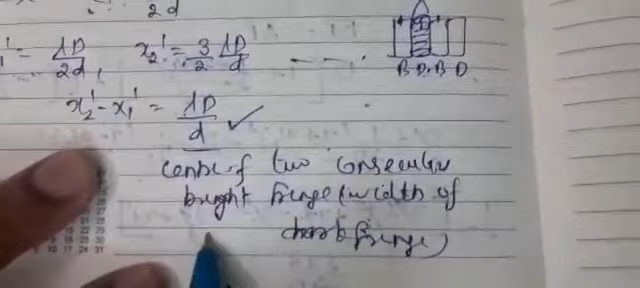 2d
x₁' = λD/2d, x₂' = 3/2 λD/d - - - -
B D B D
x₂' - x₁' = λD/d ✓
centre of two consecutive
bright fringe (width of
dark fringe)